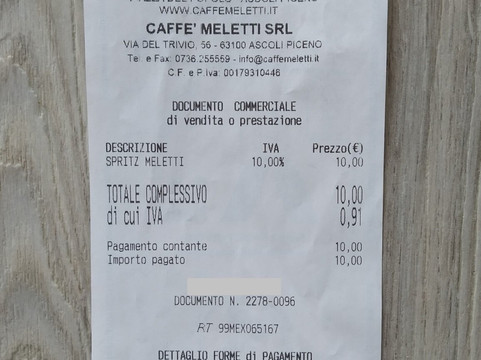 WWW.CAFFEMELETTI.IT
CAFFE' MELETTI SRL
VIA DEL TRIVIO, 56 - 63100 ASCOLI PICENO
Tel e Fax: 0736.255559 - info@caffemeletti.it
C.F. e P.iva: 00179310446
DOCUMENTO COMMERCIALE
di vendita o prestazione
DESCRIZIONE IVA Prezzo(€)
SPRITZ MELETTI 10,00% 10,00
TOTALE COMPLESSIVO 10,00
di cui IVA 0,91
Pagamento contante 10,00
Importo pagato 10,00
DOCUMENTO N. 2278-0096
RT 99MEX065167
DETTAGLIO FORME di PAGAMENTO